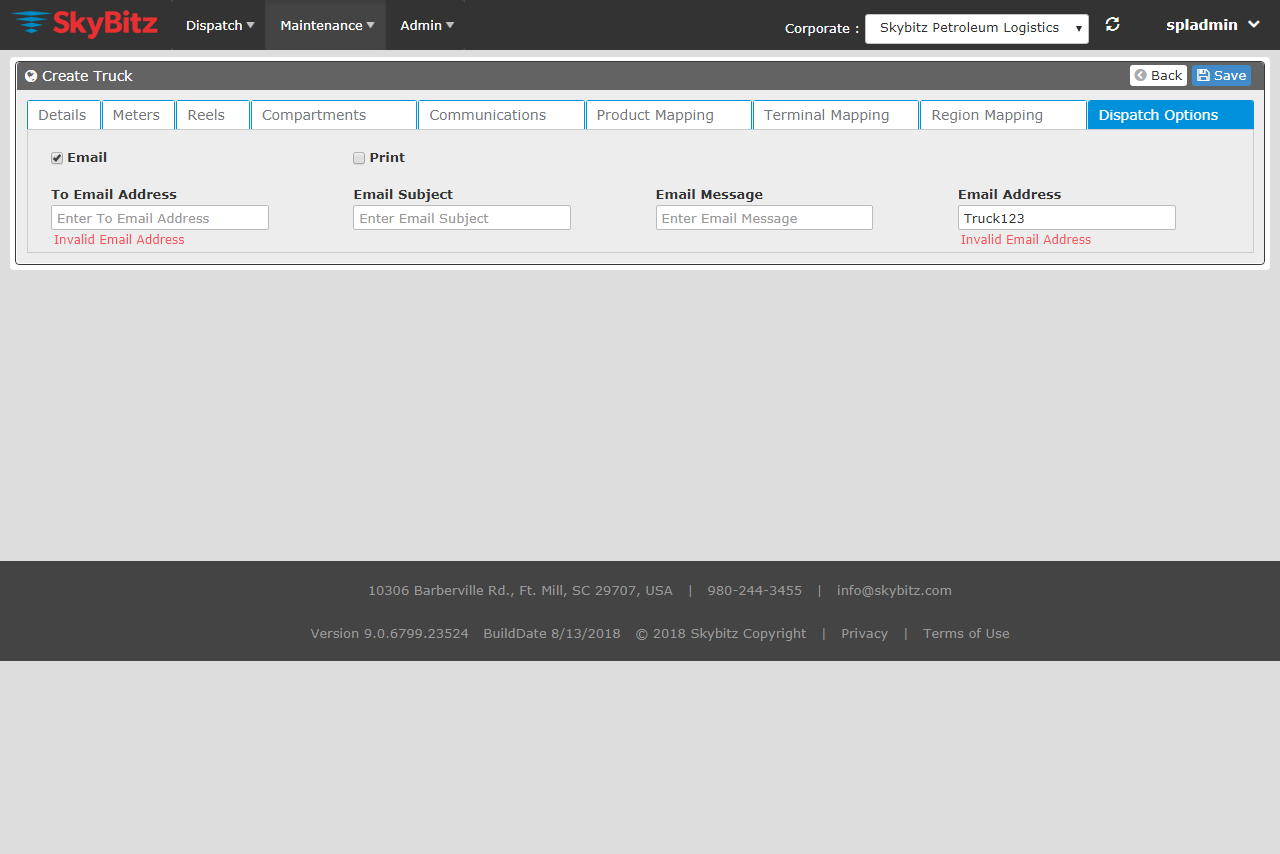 SkyBitz Dispatch Maintenance Admin Corporate : Skybitz Petroleum Logistics spladmin
Create Truck Back Save
Details Meters Reels Compartments Communications Product Mapping Terminal Mapping Region Mapping Dispatch Options
Email Print
To Email Address Email Subject Email Message Email Address
Enter To Email Address Enter Email Subject Enter Email Message Truck123
Invalid Email Address Invalid Email Address
10306 Barberville Rd., Ft. Mill, SC 29707, USA | 980-244-3455 | info@skybitz.com
Version 9.0.6799.23524 BuildDate 8/13/2018 © 2018 Skybitz Copyright | Privacy | Terms of Use